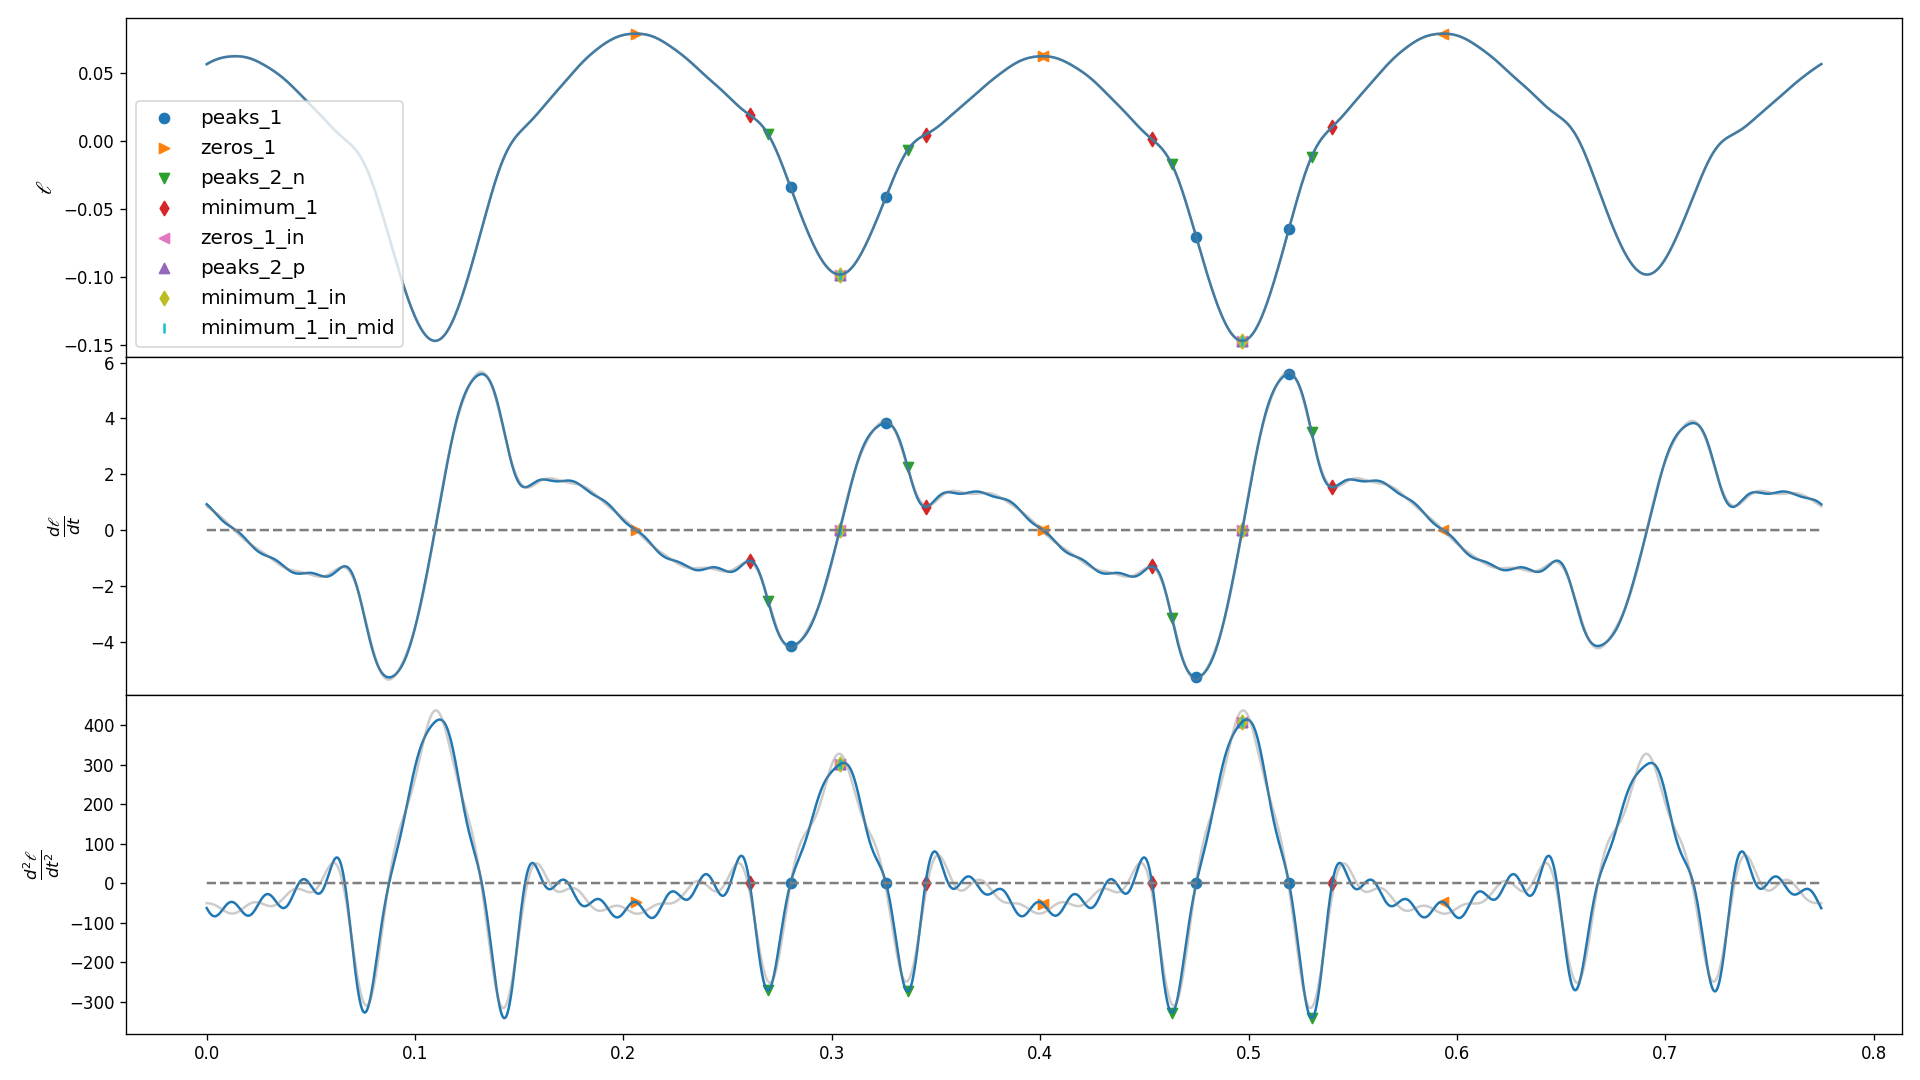 0.05
0.00
−0.05
−0.10
−0.15
ℓ
peaks_1
zeros_1
peaks_2_n
minimum_1
zeros_1_in
peaks_2_p
minimum_1_in
minimum_1_in_mid
6
4
2
0
−2
−4
dℓ
dt
400
300
200
100
0
−100
−200
−300
d²ℓ
dt²
0.0 0.1 0.2 0.3 0.4 0.5 0.6 0.7 0.8